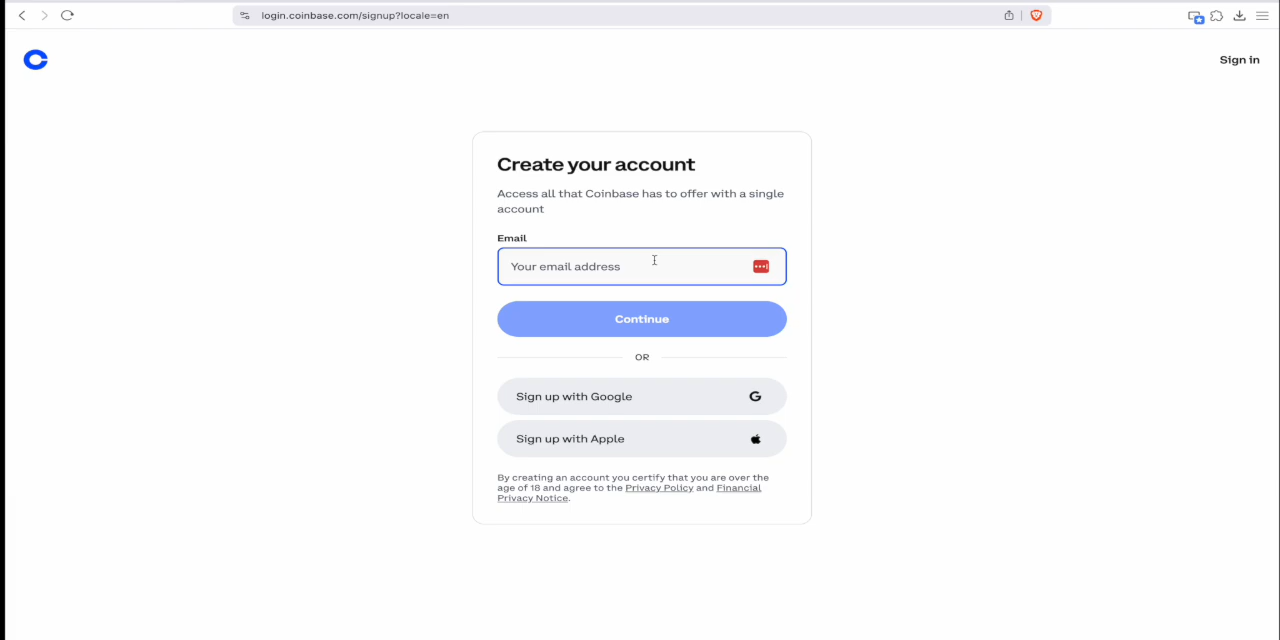 login.coinbase.com/signup?locale=en
Sign in
Create your account
Access all that Coinbase has to offer with a single
account
Email
Your email address
Continue
OR
Sign up with Google
Sign up with Apple
By creating an account you certify that you are over the
age of 18 and agree to the Privacy Policy and Financial
Privacy Notice.